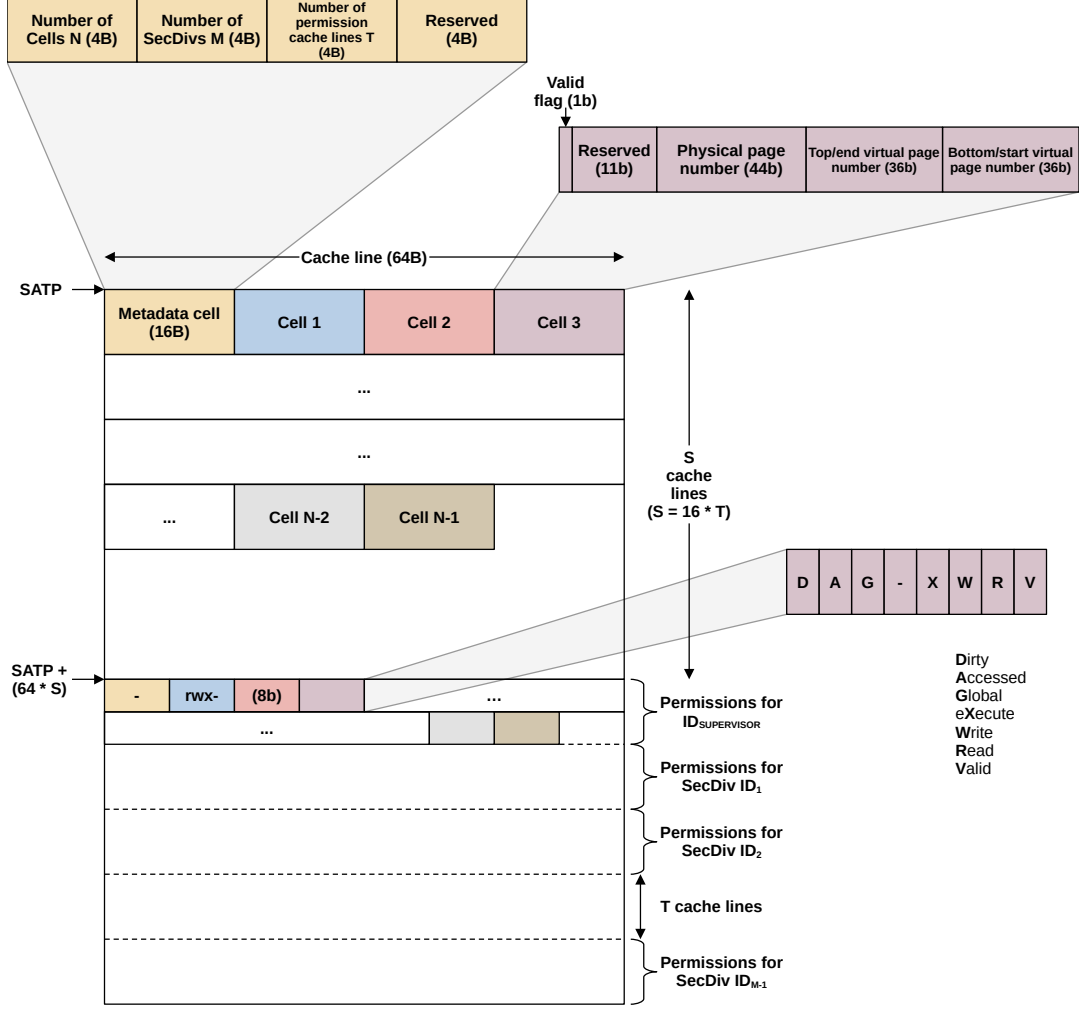 Number of
Cells N (4B)
Number of
SecDivs M (4B)
Number of
permission
cache lines T
(4B)
Reserved
(4B)
Valid
flag (1b)
Reserved
(11b)
Physical page
number (44b)
Top/end virtual page
number (36b)
Bottom/start virtual
page number (36b)
Cache line (64B)
SATP
Metadata cell
(16B)
Cell 1
Cell 2
Cell 3
...
...
S
cache
lines
(S = 16 * T)
...
Cell N-2
Cell N-1
D A G - X W R V
SATP +
(64 * S)
-
rwx-
(8b)
...
...
Permissions for
IDSUPERVISOR
Dirty
Accessed
Global
eXecute
Write
Read
Valid
Permissions for
SecDiv ID1
Permissions for
SecDiv ID2
T cache lines
Permissions for
SecDiv IDM-1